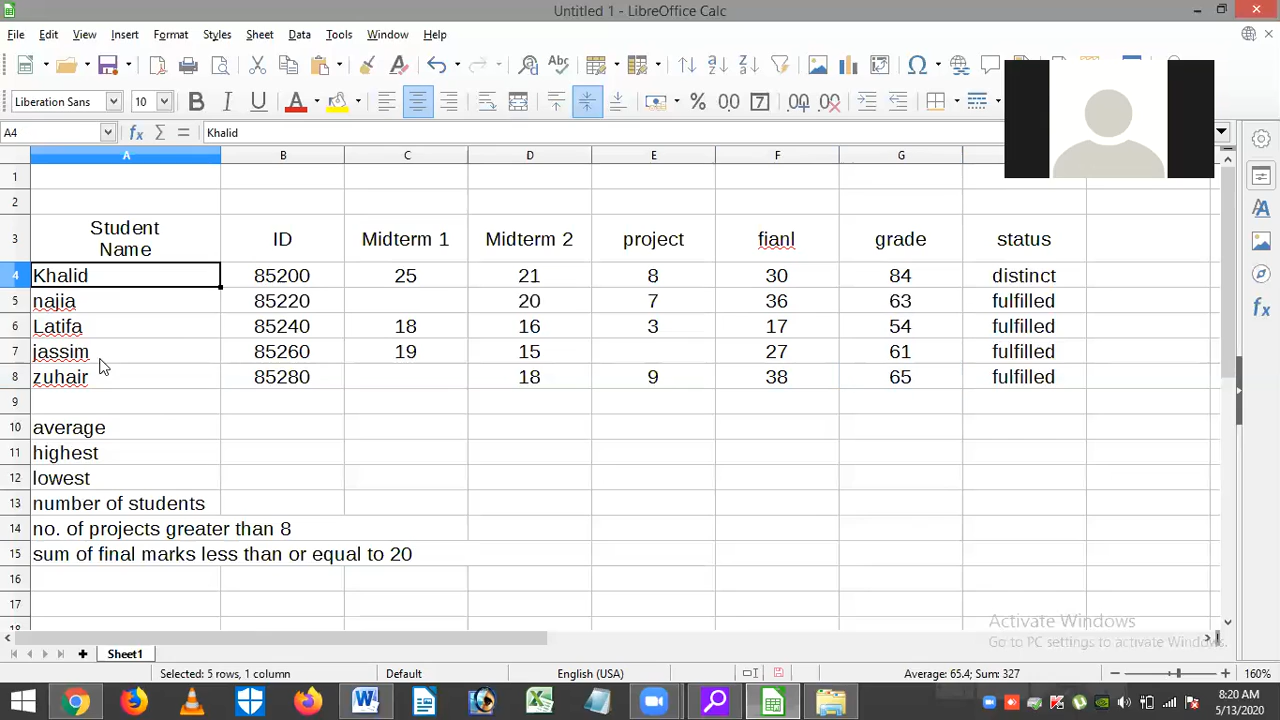 Untitled 1 - LibreOffice Calc
File Edit View Insert Format Styles Sheet Data Tools Window Help
Liberation Sans
A4 Khalid
A B C D E F G
1
2
3 Student Name ID Midterm 1 Midterm 2 project fianl grade status
4 Khalid 85200 25 21 8 30 84 distinct
5 najia 85220 20 7 36 63 fulfilled
6 Latifa 85240 18 16 3 17 54 fulfilled
7 jassim 85260 19 15 27 61 fulfilled
8 zuhair 85280 18 9 38 65 fulfilled
9
10 average
11 highest
12 lowest
13 number of students
14 no. of projects greater than 8
15 sum of final marks less than or equal to 20
16
17
Activate Windows
Go to PC settings to activate Windows.
Sheet1
Selected: 5 rows, 1 column Default English (USA) Average: 65.4; Sum: 327 160%
8:20 AM
5/13/2020